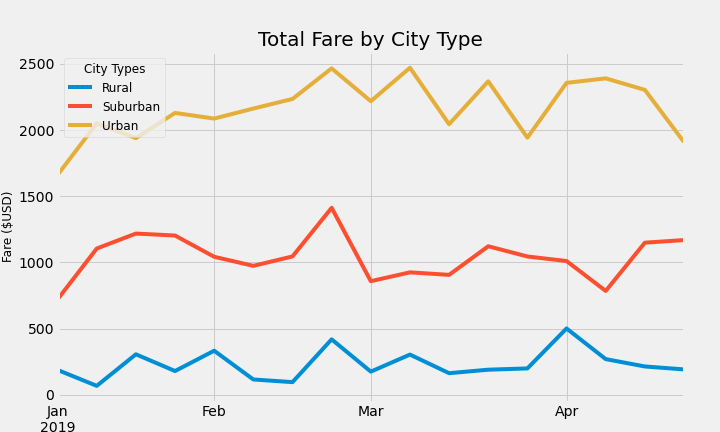 Total Fare by City Type
City Types
Rural
Suburban
Urban
Fare ($USD)
2500
2000
1500
1000
500
0
Jan Feb Mar Apr
2019